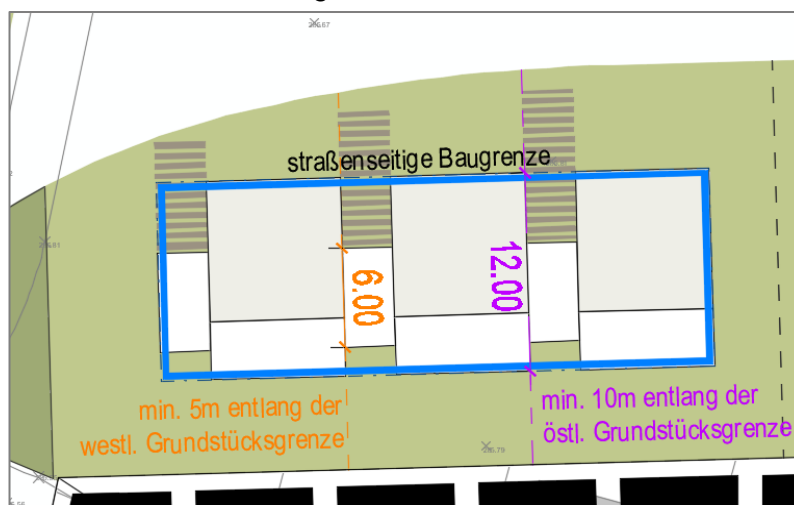 straßenseitige Baugrenze
6.00
12.00
min. 5m entlang der
westl. Grundstücksgrenze
min. 10m entlang der
östl. Grundstücksgrenze